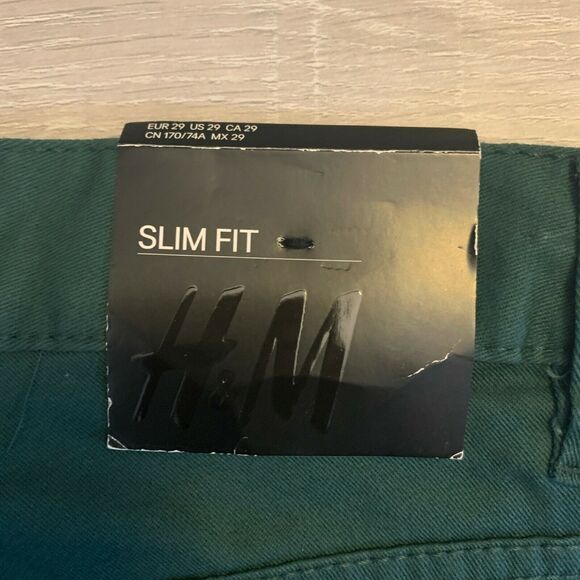 EUR 29 US 29 CA 29
CN 170/74A MX 29
SLIM FIT
H&M